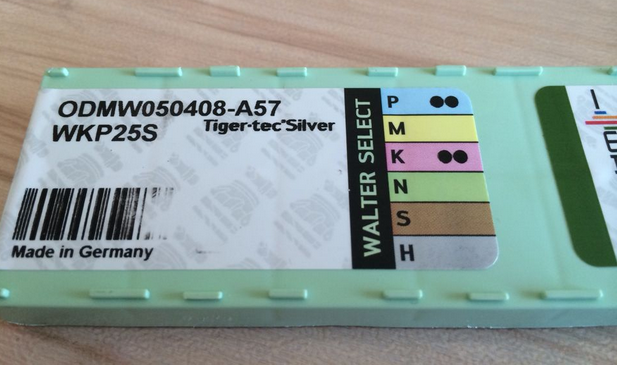 ODMW050408-A57
WKP25S Tiger-tec®Silver
Made in Germany
WALTER SELECT
P ●●
M
K ●●
N
S
H